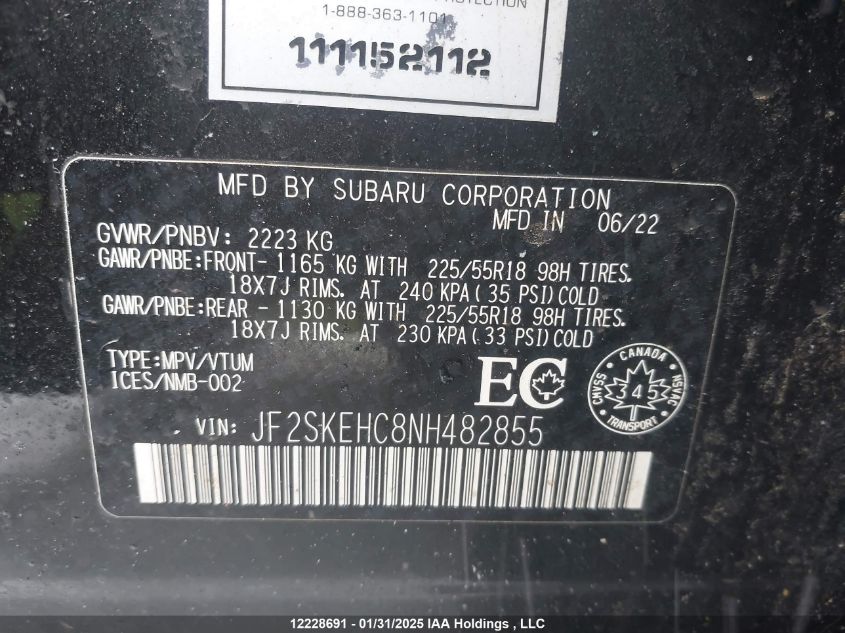 1-888-363-1101
111152112
MFD BY SUBARU CORPORATION
MFD IN 06/22
GVWR/PNBV: 2223 KG
GAWR/PNBE:FRONT- 1165 KG WITH 225/55R18 98H TIRES.
18X7J RIMS. AT 240 KPA( 35 PSI)COLD
GAWR/PNBE:REAR - 1130 KG WITH 225/55R18 98H TIRES.
18X7J RIMS. AT 230 KPA( 33 PSI)COLD
TYPE:MPV/VTUM
ICES/NMB-002
EC
CANADA
CMVSS 345 NSVAC
TRANSPORT
VIN: JF2SKEHC8NH482855
12228691 - 01/31/2025 IAA Holdings , LLC